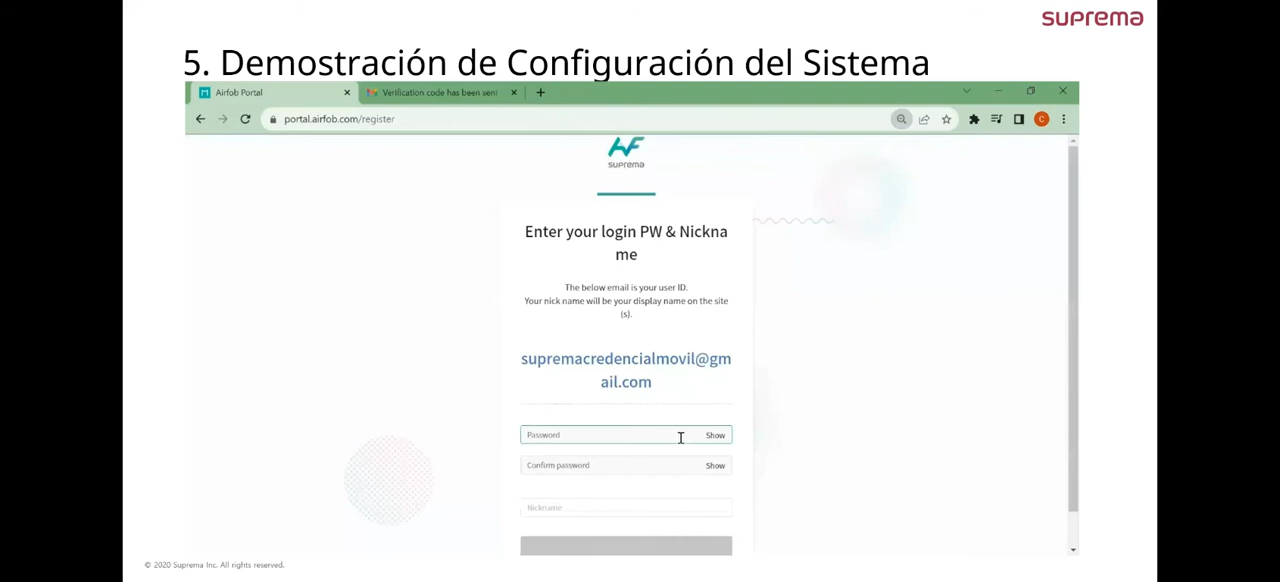 suprema
5. Demostración de Configuración del Sistema
Airfob Portal
Verification code has been sent
portal.airfob.com/register
C
suprema
Enter your login PW & Nickna
me
The below email is your user ID.
Your nick name will be your display name on the site
(s).
supremacredencialmovil@gm
ail.com
Password
Show
Confirm password
Show
Nickname
© 2020 Suprema Inc. All rights reserved.